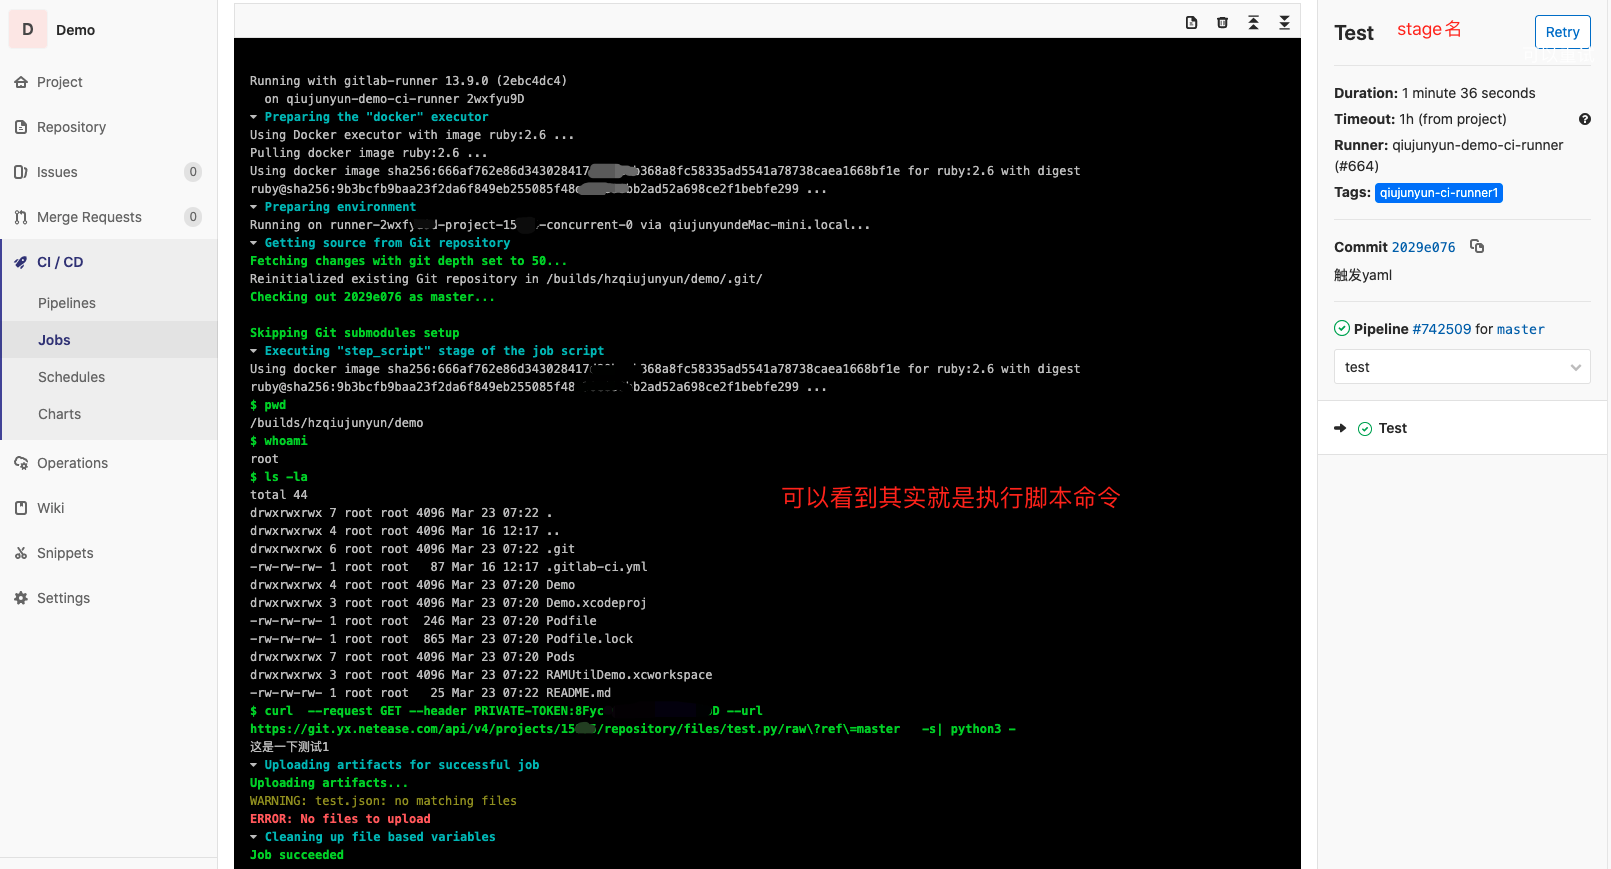 D Demo
Project
Repository
Issues 0
Merge Requests 0
CI / CD
Pipelines
Jobs
Schedules
Charts
Operations
Wiki
Snippets
Settings
Running with gitlab-runner 13.9.0 (2ebc4dc4)
on qiujunyun-demo-ci-runner 2wxfyu9D
Preparing the "docker" executor
Using Docker executor with image ruby:2.6 ...
Pulling docker image ruby:2.6 ...
Using docker image sha256:666af762e86d343028417 b368a8fc58335ad5541a78738caea1668bf1e for ruby:2.6 with digest
ruby@sha256:9b3bcfb9baa23f2da6f849eb255085f48 bb2ad52a698ce2f1bebfe299 ...
Preparing environment
Running on runner-2wxfy -project-15 -concurrent-0 via qiujunyundeMac-mini.local...
Getting source from Git repository
Fetching changes with git depth set to 50...
Reinitialized existing Git repository in /builds/hzqiujunyun/demo/.git/
Checking out 2029e076 as master...
Skipping Git submodules setup
Executing "step_script" stage of the job script
Using docker image sha256:666af762e86d343028417 368a8fc58335ad5541a78738caea1668bf1e for ruby:2.6 with digest
ruby@sha256:9b3bcfb9baa23f2da6f849eb255085f48 b2ad52a698ce2f1bebfe299 ...
$ pwd
/builds/hzqiujunyun/demo
$ whoami
root
$ ls -la
total 44
drwxrwxrwx 7 root root 4096 Mar 23 07:22 .
drwxrwxrwx 4 root root 4096 Mar 16 12:17 ..
drwxrwxrwx 6 root root 4096 Mar 23 07:22 .git
-rw-rw-rw- 1 root root 87 Mar 16 12:17 .gitlab-ci.yml
drwxrwxrwx 4 root root 4096 Mar 23 07:20 Demo
drwxrwxrwx 3 root root 4096 Mar 23 07:20 Demo.xcodeproj
-rw-rw-rw- 1 root root 246 Mar 23 07:20 Podfile
-rw-rw-rw- 1 root root 865 Mar 23 07:20 Podfile.lock
drwxrwxrwx 7 root root 4096 Mar 23 07:20 Pods
drwxrwxrwx 3 root root 4096 Mar 23 07:22 RAMUtilDemo.xcworkspace
-rw-rw-rw- 1 root root 25 Mar 23 07:22 README.md
$ curl --request GET --header PRIVATE-TOKEN:8Fyc D --url
https://git.yx.netease.com/api/v4/projects/15 /repository/files/test.py/raw\?ref\=master -s| python3 -
这是一下测试1
Uploading artifacts for successful job
Uploading artifacts...
WARNING: test.json: no matching files
ERROR: No files to upload
Cleaning up file based variables
Job succeeded
可以看到其实就是执行脚本命令
Test stage名 Retry
Duration: 1 minute 36 seconds
Timeout: 1h (from project)
Runner: qiujunyun-demo-ci-runner
(#664)
Tags: qiujunyun-ci-runner1
Commit 2029e076
触发yaml
Pipeline #742509 for master
test
Test